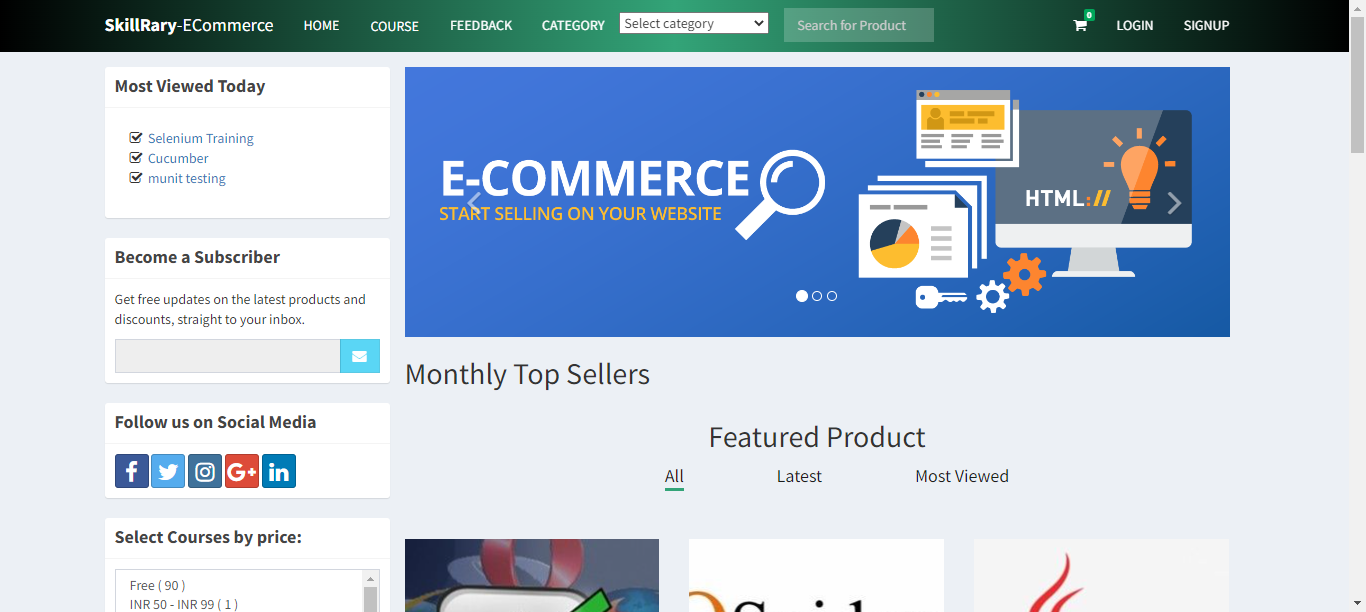 SkillRary-ECommerce HOME COURSE FEEDBACK CATEGORY Select category Search for Product 0 LOGIN SIGNUP
Most Viewed Today
Selenium Training
Cucumber
munit testing
Become a Subscriber
Get free updates on the latest products and
discounts, straight to your inbox.
Follow us on Social Media
f G+ in
Select Courses by price:
Free ( 90 )
INR 50 - INR 99 ( 1 )
E-COMMERCE
START SELLING ON YOUR WEBSITE
HTML://
Monthly Top Sellers
Featured Product
All Latest Most Viewed